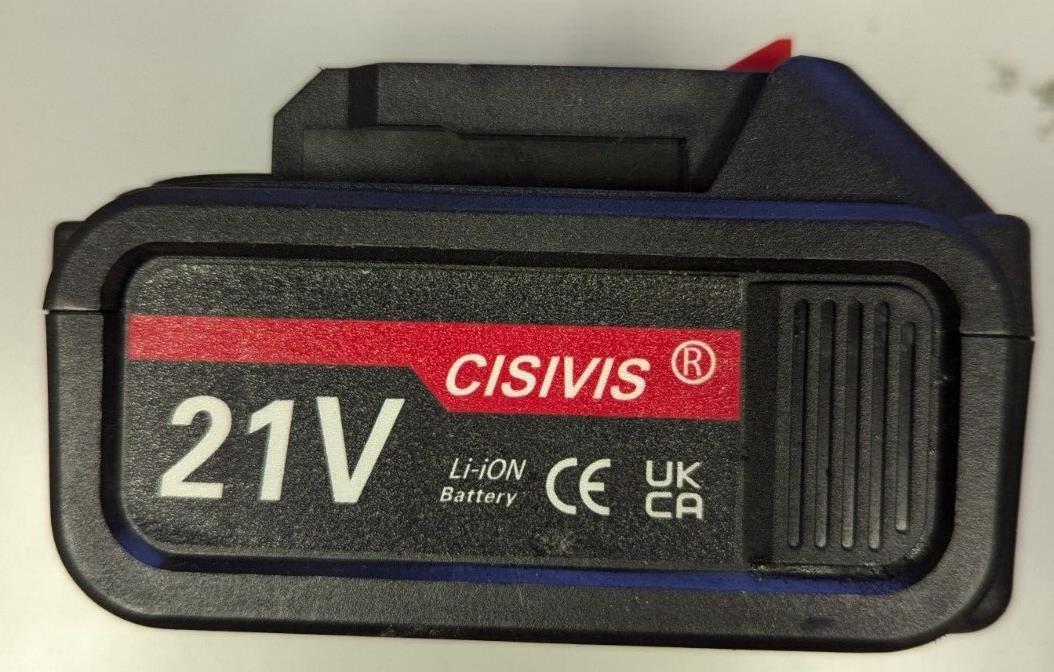 CISIVIS ®
21V
Li-iON
Battery
CE
UK
CA